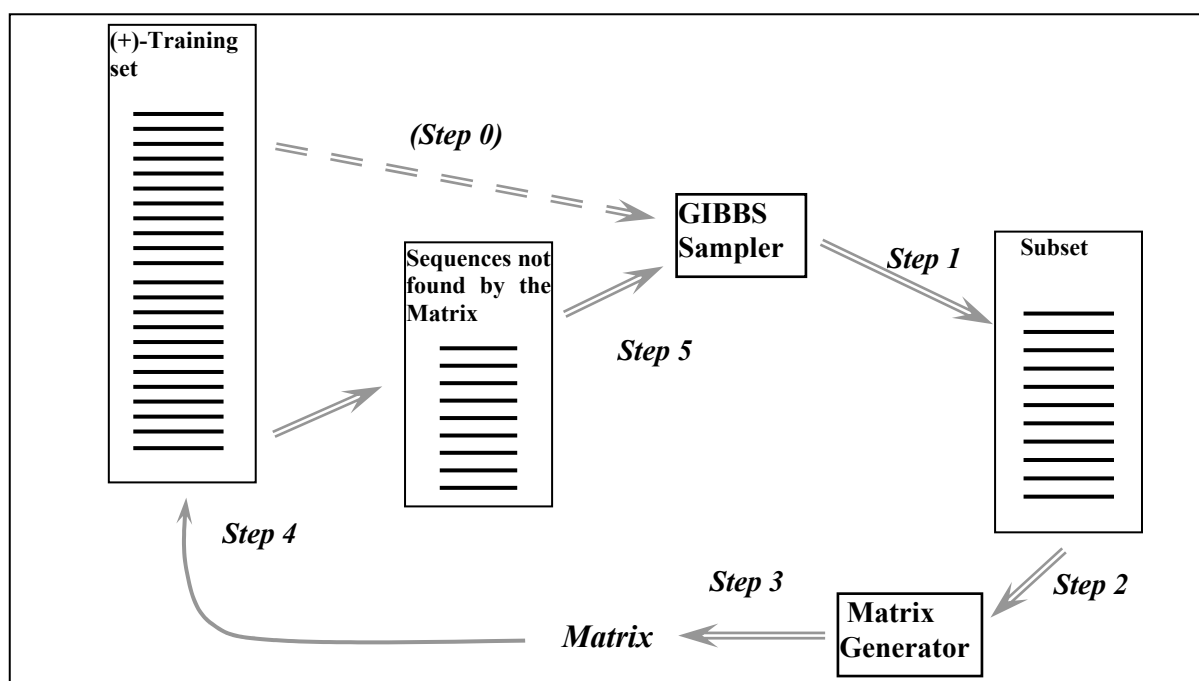 (+)-Training
set
(Step 0)
GIBBS
Sampler
Step 1
Subset
Sequences not
found by the
Matrix
Step 5
Step 4
Step 3
Step 2
Matrix
Matrix
Generator